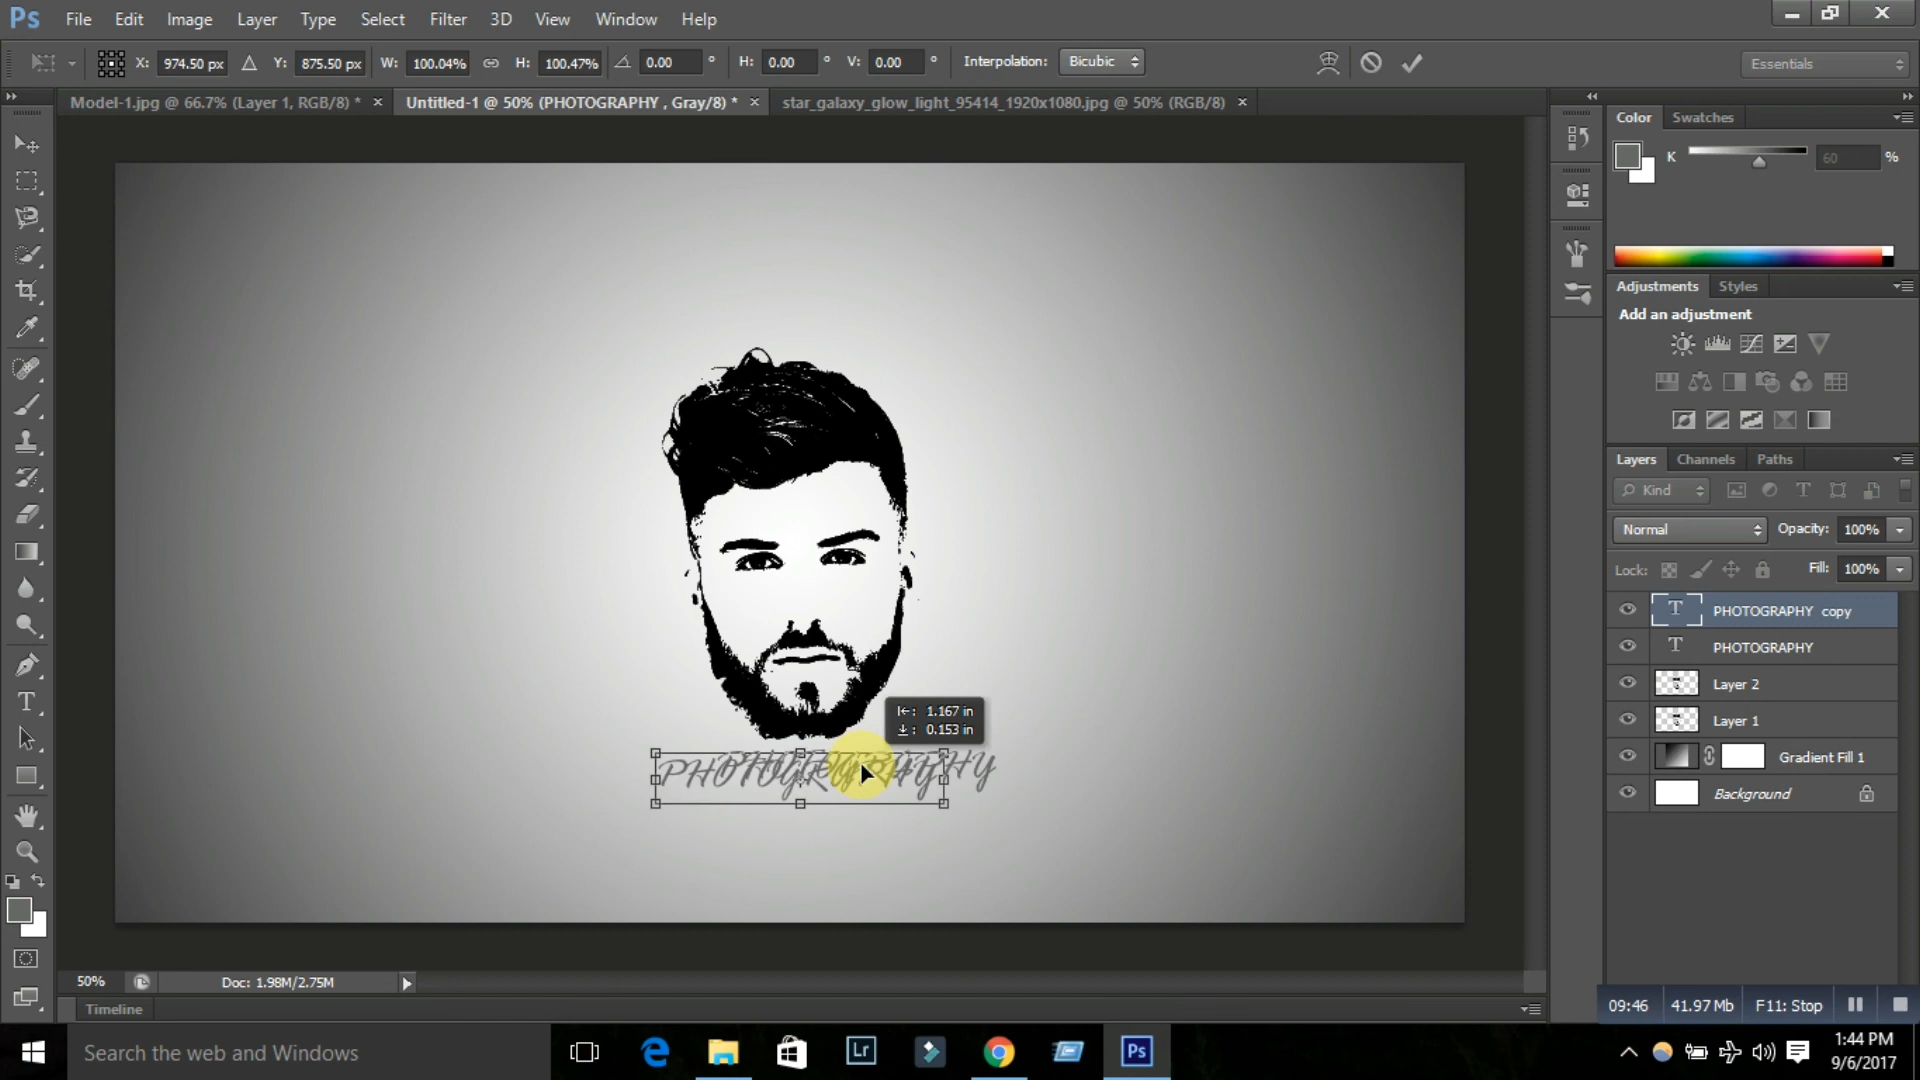 Ps File Edit Image Layer Type Select Filter 3D View Window Help
X: 974.50 px Y: 875.50 px W: 100.04% H: 100.47% 0.00 ° H: 0.00 ° V: 0.00 ° Interpolation: Bicubic Essentials
Model-1.jpg @ 66.7% (Layer 1, RGB/8) * × Untitled-1 @ 50% (PHOTOGRAPHY , Gray/8) * × star_galaxy_glow_light_95414_1920x1080.jpg @ 50% (RGB/8) ×
Color Swatches
K 60 %
Adjustments Styles
Add an adjustment
Layers Channels Paths
Kind
Normal Opacity: 100%
Lock: Fill: 100%
PHOTOGRAPHY copy
PHOTOGRAPHY
Layer 2
Layer 1
Gradient Fill 1
Background
1.167 in
0.153 in
PHOTOGRAPHY
PHOTOGRAPHY
50% Doc: 1.98M/2.75M
Timeline
09:46 41.97 Mb F11: Stop
Search the web and Windows
Lr
Ps
1:44 PM
9/6/2017